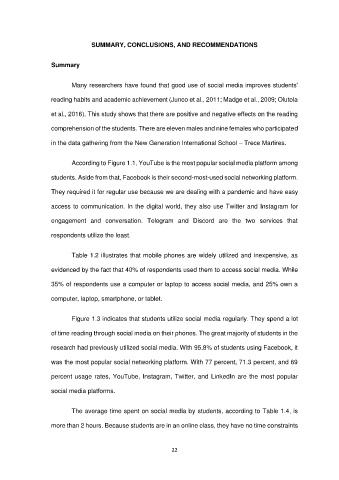 SUMMARY, CONCLUSIONS, AND RECOMMENDATIONS
Summary
Many researchers have found that good use of social media improves students'
reading habits and academic achievement (Junco et al., 2011; Madge et al., 2009; Olutola
et al., 2016). This study shows that there are positive and negative effects on the reading
comprehension of the students. There are eleven males and nine females who participated
in the data gathering from the New Generation International School – Trece Martires.
According to Figure 1.1, YouTube is the most popular social media platform among
students. Aside from that, Facebook is their second-most-used social networking platform.
They required it for regular use because we are dealing with a pandemic and have easy
access to communication. In the digital world, they also use Twitter and Instagram for
engagement and conversation. Telegram and Discord are the two services that
respondents utilize the least.
Table 1.2 illustrates that mobile phones are widely utilized and inexpensive, as
evidenced by the fact that 40% of respondents used them to access social media. While
35% of respondents use a computer or laptop to access social media, and 25% own a
computer, laptop, smartphone, or tablet.
Figure 1.3 indicates that students utilize social media regularly. They spend a lot
of time reading through social media on their phones. The great majority of students in the
research had previously utilized social media. With 95.8% of students using Facebook, it
was the most popular social networking platform. With 77 percent, 71.3 percent, and 69
percent usage rates, YouTube, Instagram, Twitter, and LinkedIn are the most popular
social media platforms.
The average time spent on social media by students, according to Table 1.4, is
more than 2 hours. Because students are in an online class, they have no time constraints
22